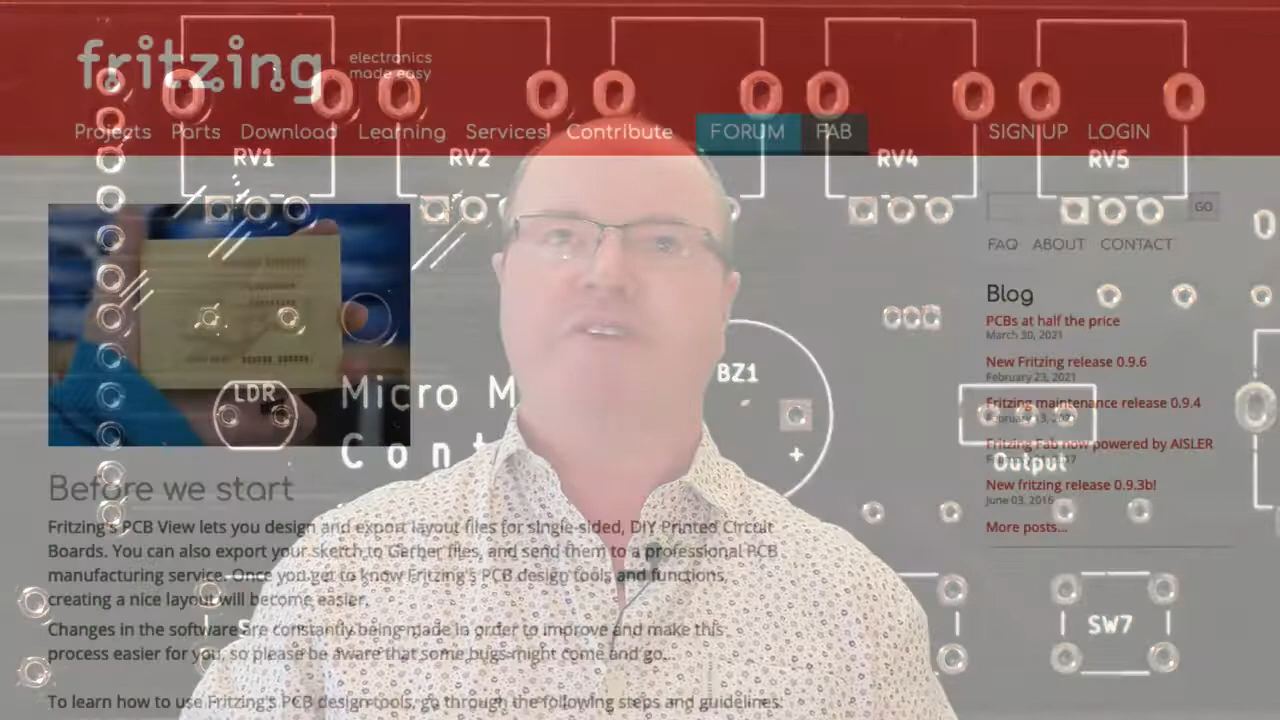 fritzing
electronics
made easy
Projects Parts Download Learning Services Contribute FORUM FAB SIGN UP LOGIN
RV1 RV2 RV4 RV5
GO
FAQ ABOUT CONTACT
Blog
PCBs at half the price
March 30, 2021
New Fritzing release 0.9.6
February 23, 2021
Fritzing maintenance release 0.9.4
Fritzing Fab now powered by AISLER
New fritzing release 0.9.3b!
June 03, 2016
More posts...
BZ1
+
LDR
Micro M
Cont
Output
SW7
Before we start
Fritzing's PCB View lets you design and export layout files for single-sided, DIY Printed Circuit
Boards. You can also export your sketch to Gerber files, and send them to a professional PCB
manufacturing service. Once you get to know Fritzing's PCB design tools and functions,
creating a nice layout will become easier.
Changes in the software are constantly being made in order to improve and make this
process easier for you, so please be aware that some bugs might come and go...
To learn how to use Fritzing's PCB design tools, go through the following steps and guidelines: